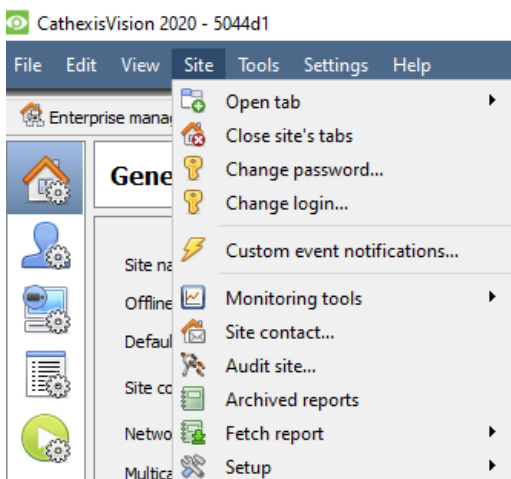 CathexisVision 2020 - 5044d1
File Edit View Site Tools Settings Help
Enterprise mana
Open tab
Close site's tabs
Change password...
Change login...
Custom event notifications...
Monitoring tools
Site contact...
Audit site...
Archived reports
Fetch report
Setup
Gene
Site na
Offline
Defaul
Site co
Netwo
Multica